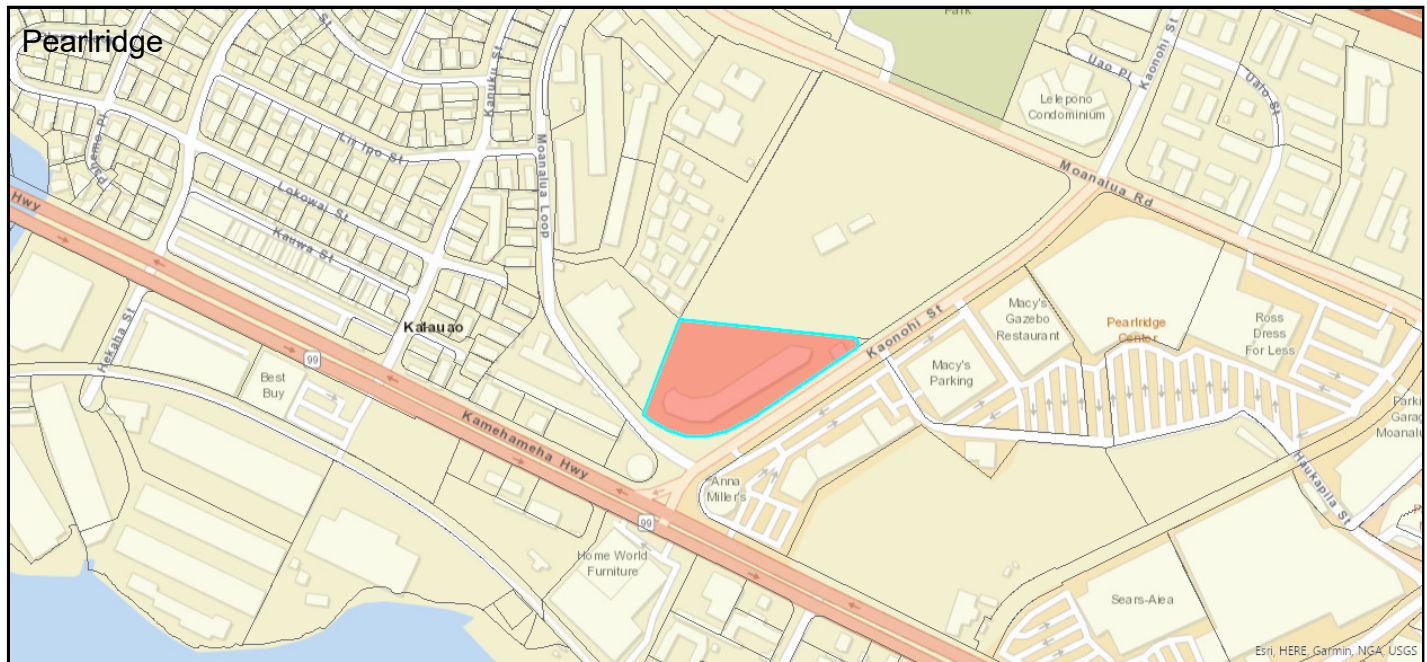 Pearlridge
Park
St
Kanuku St
Kaonohi St
Uao Pl
Ualo St
Lelepono
Condominium
Moanalua Loop
Lii Ipo St
Lokowai St
Kauwa St
Moanalua Rd
Hwy
Hekaha St
Kalauao
99
Best
Buy
Kamehameha Hwy
Kaonohi St
Macy's
Gazebo
Restaurant
Pearlridge
Center
Ross
Dress
For Less
Macy's
Parking
Moanalu
Haukapila St
Anna
Miller's
99
Home World
Furniture
Sears-Aiea
Esri, HERE, Garmin, NGA, USGS